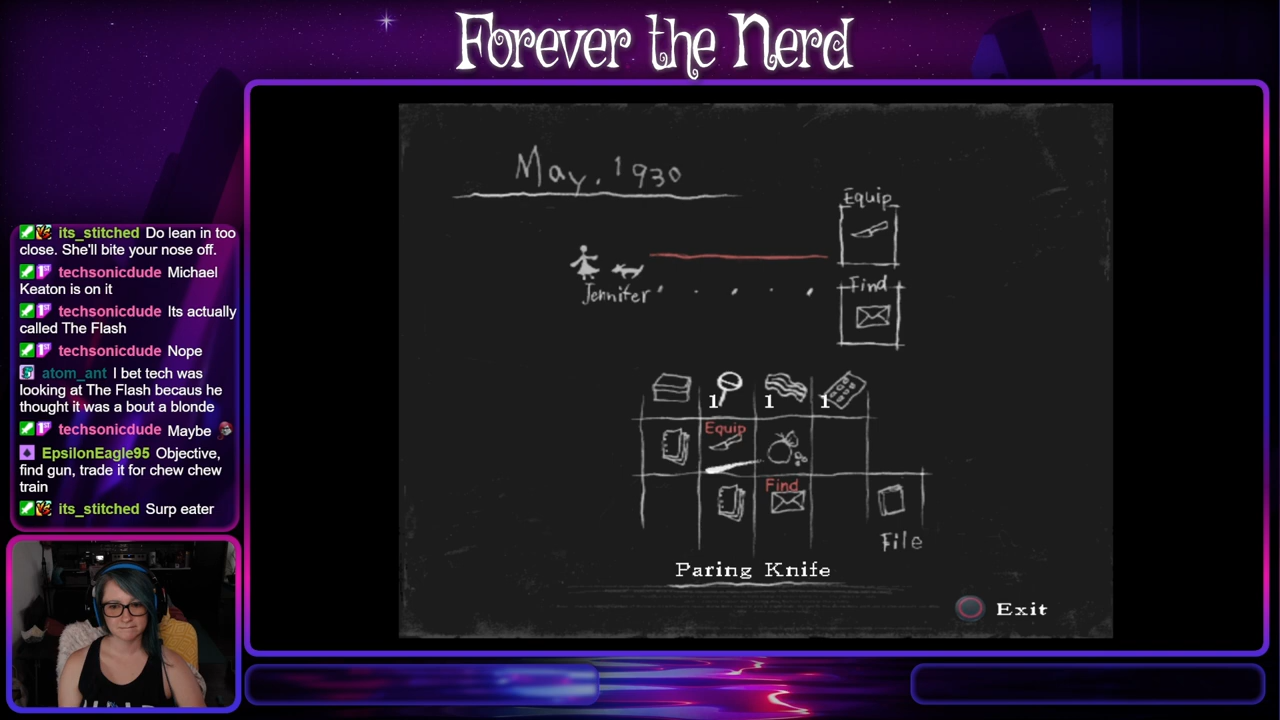 Forever the Nerd
May. 1930
Equip
Jennifer
Find
1
1
1
Equip
Find
File
Paring Knife
Exit
its_stitched Do lean in too
close. She'll bite your nose off.
techsonicdude Michael
Keaton is on it
techsonicdude Its actually
called The Flash
techsonicdude Nope
atom_ant I bet tech was
looking at The Flash becaus he
thought it was a bout a blonde
techsonicdude Maybe
EpsilonEagle95 Objective,
find gun, trade it for chew chew
train
its_stitched Surp eater